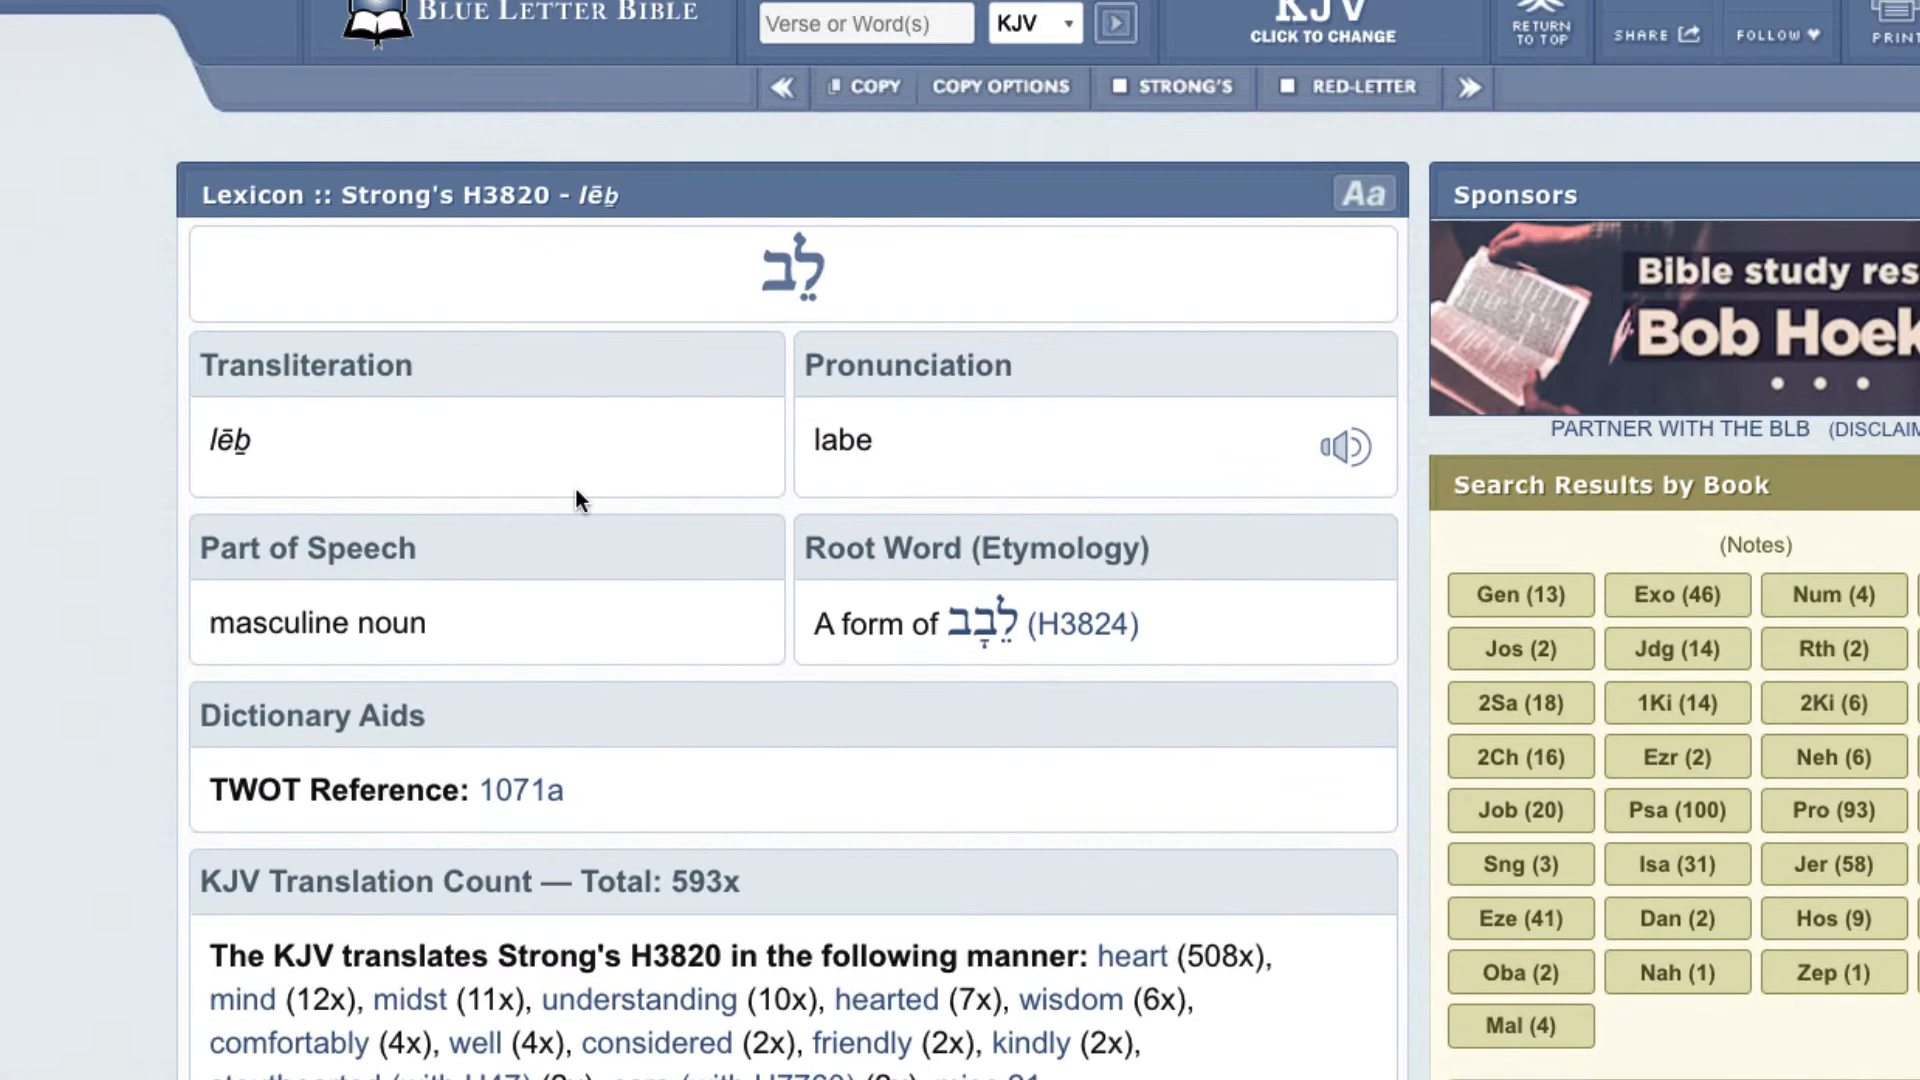 BLUE LETTER BIBLE
Verse or Word(s)
KJV
KJV
CLICK TO CHANGE
RETURN
TO TOP
SHARE
FOLLOW
PRINT
COPY
COPY OPTIONS
STRONG'S
RED-LETTER
Lexicon :: Strong's H3820 - lēḇ
Aa
לֵב
Transliteration
Pronunciation
lēḇ
labe
Part of Speech
Root Word (Etymology)
masculine noun
A form of לֵבָב (H3824)
Dictionary Aids
TWOT Reference: 1071a
KJV Translation Count — Total: 593x
The KJV translates Strong's H3820 in the following manner: heart (508x),
mind (12x), midst (11x), understanding (10x), hearted (7x), wisdom (6x),
comfortably (4x), well (4x), considered (2x), friendly (2x), kindly (2x),
Sponsors
Bible study res
Bob Hoek
PARTNER WITH THE BLB (DISCLAIM
Search Results by Book
(Notes)
Gen (13) Exo (46) Num (4)
Jos (2) Jdg (14) Rth (2)
2Sa (18) 1Ki (14) 2Ki (6)
2Ch (16) Ezr (2) Neh (6)
Job (20) Psa (100) Pro (93)
Sng (3) Isa (31) Jer (58)
Eze (41) Dan (2) Hos (9)
Oba (2) Nah (1) Zep (1)
Mal (4)